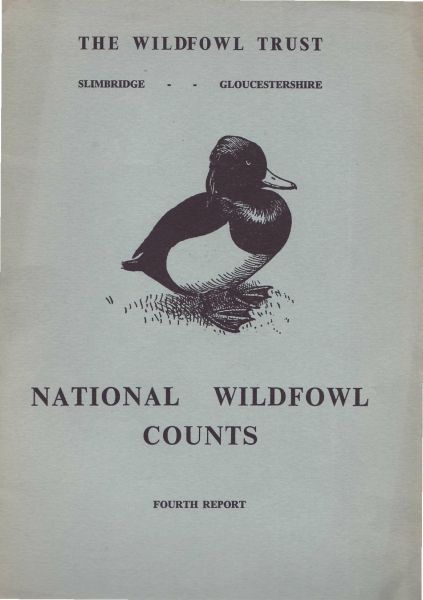 THE WILDFOWL TRUST
SLIMBRIDGE - - GLOUCESTERSHIRE
NATIONAL WILDFOWL
COUNTS
FOURTH REPORT